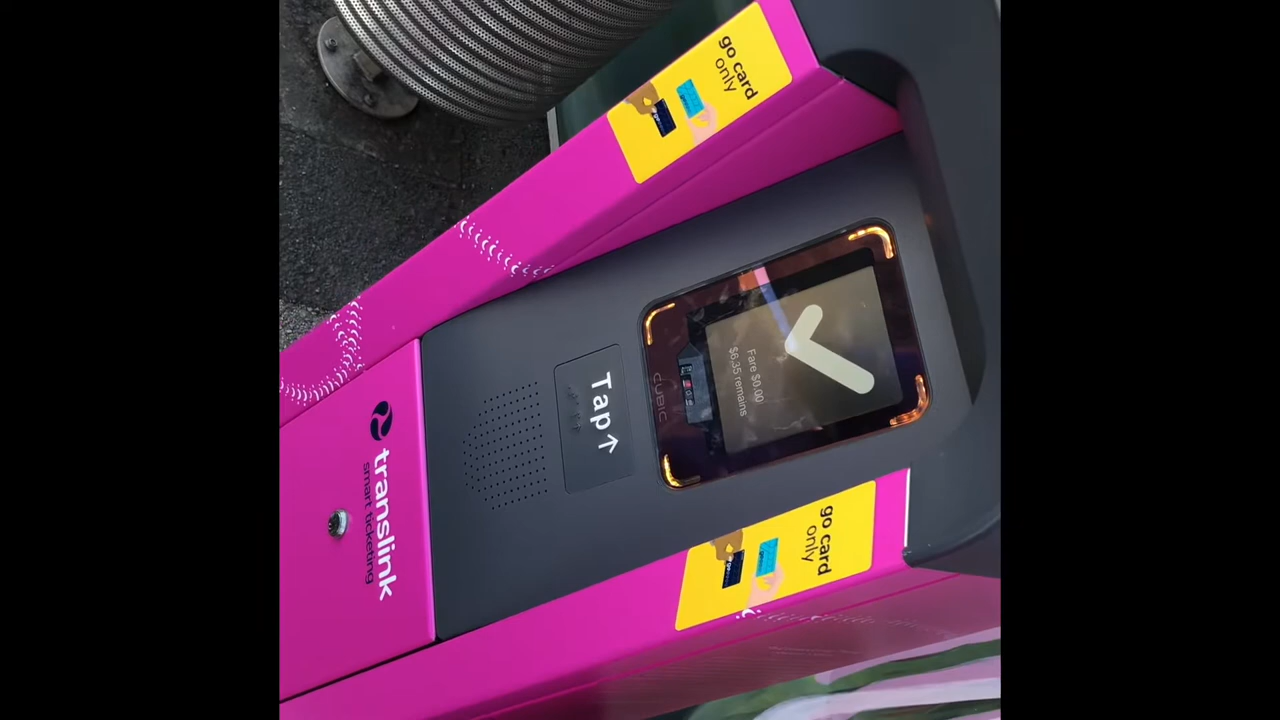 go card
only
Fare $0.00
$6.35 remains
CUBIC
Tap↑
translink
smart ticketing
go card
only